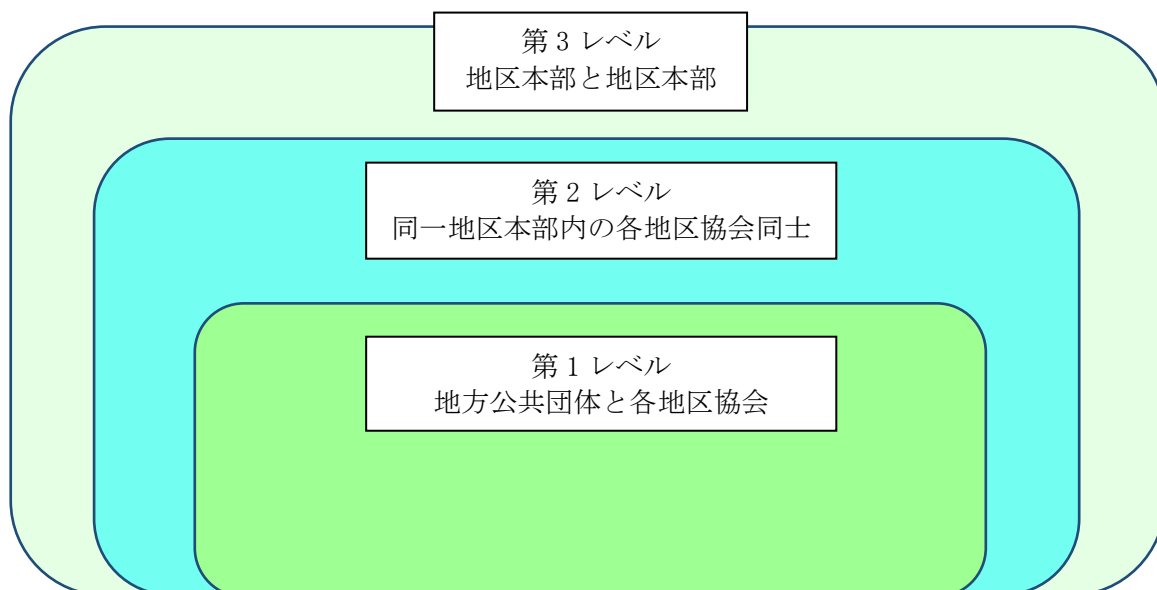 第3レベル
地区本部と地区本部
第2レベル
同一地区本部内の各地区協会同士
第1レベル
地方公共団体と各地区協会